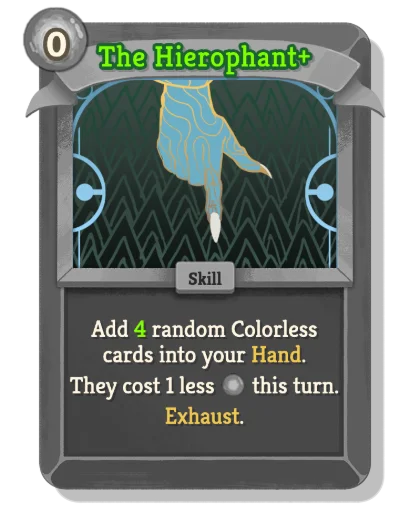 0
The Hierophant+
Skill
Add 4 random Colorless
cards into your Hand.
They cost 1 less this turn.
Exhaust.